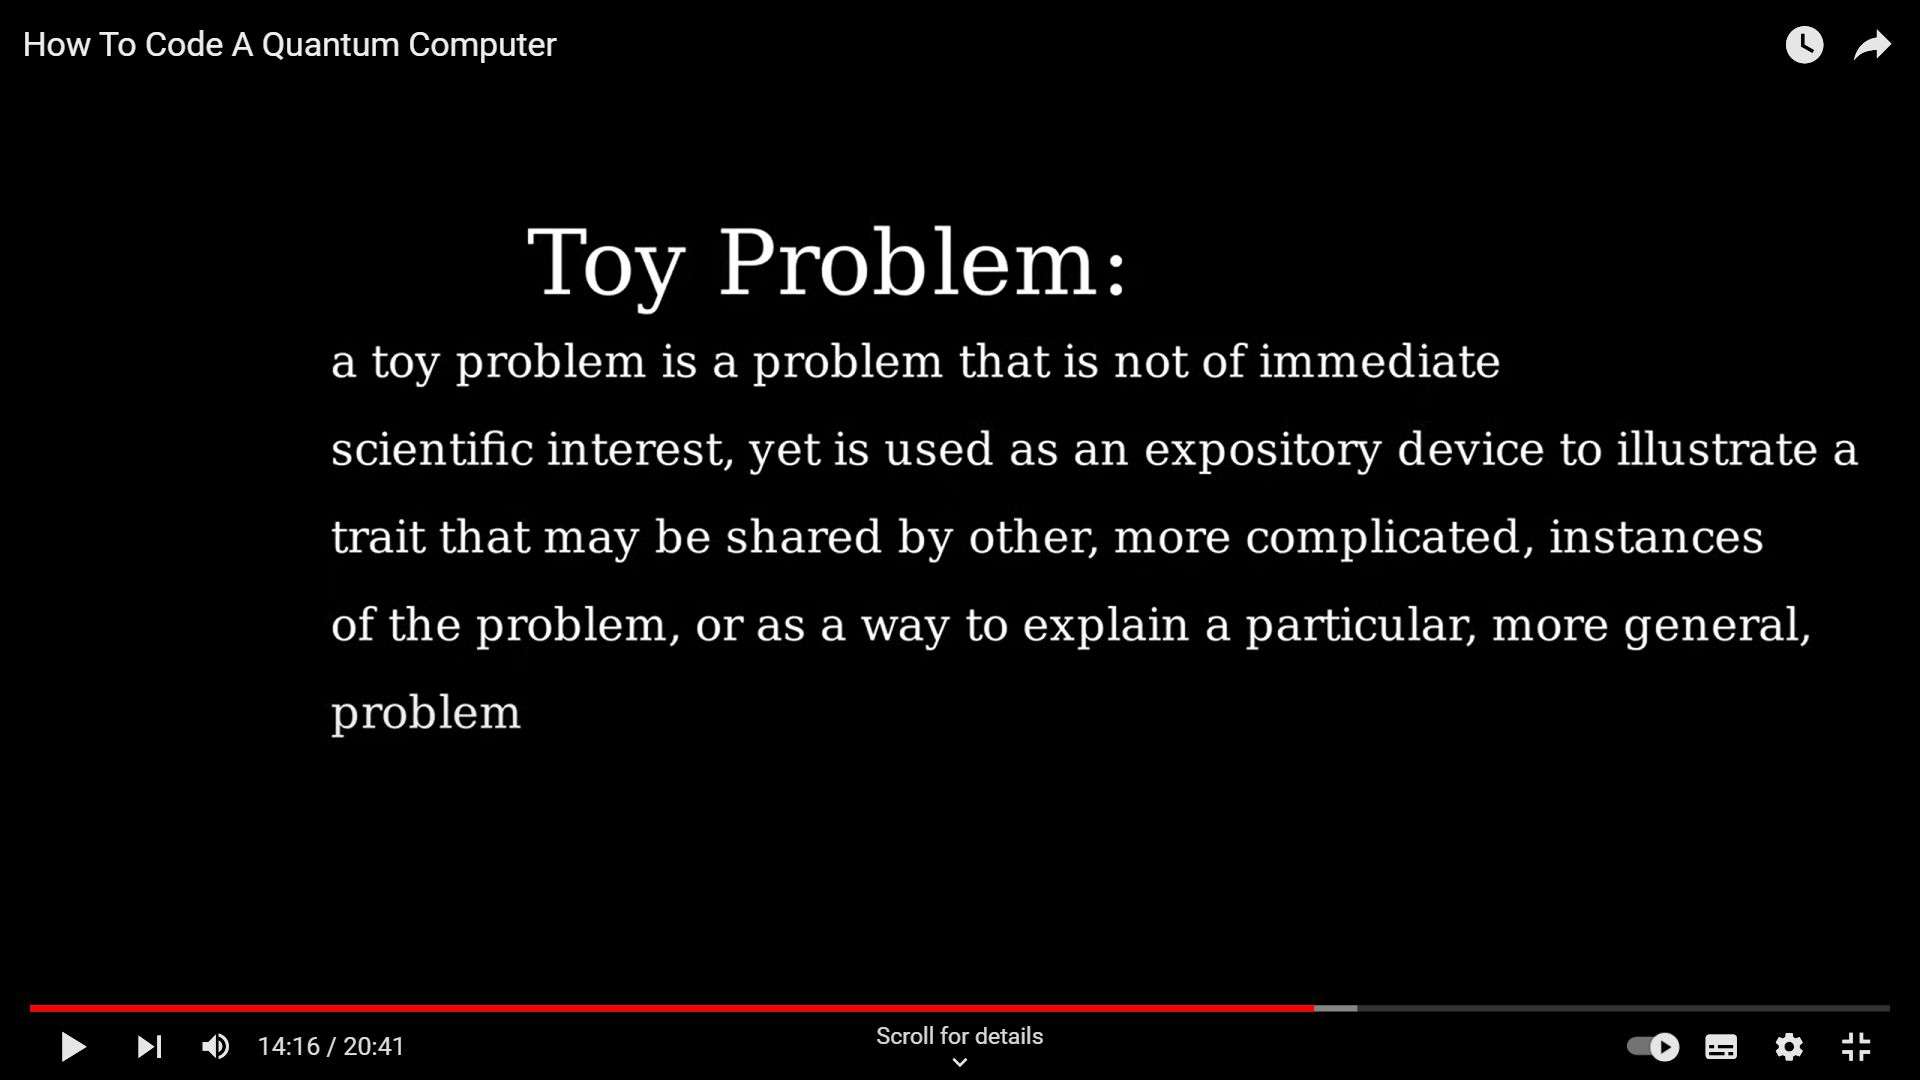 How To Code A Quantum Computer
Toy Problem:
a toy problem is a problem that is not of immediate
scientific interest, yet is used as an expository device to illustrate a
trait that may be shared by other, more complicated, instances
of the problem, or as a way to explain a particular, more general,
problem
14:16 / 20:41
Scroll for details